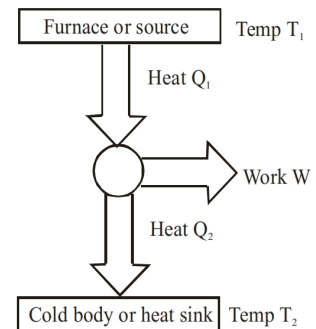 Furnace or source Temp T₁
Heat Q₁
Work W
Heat Q₂
Cold body or heat sink Temp T₂